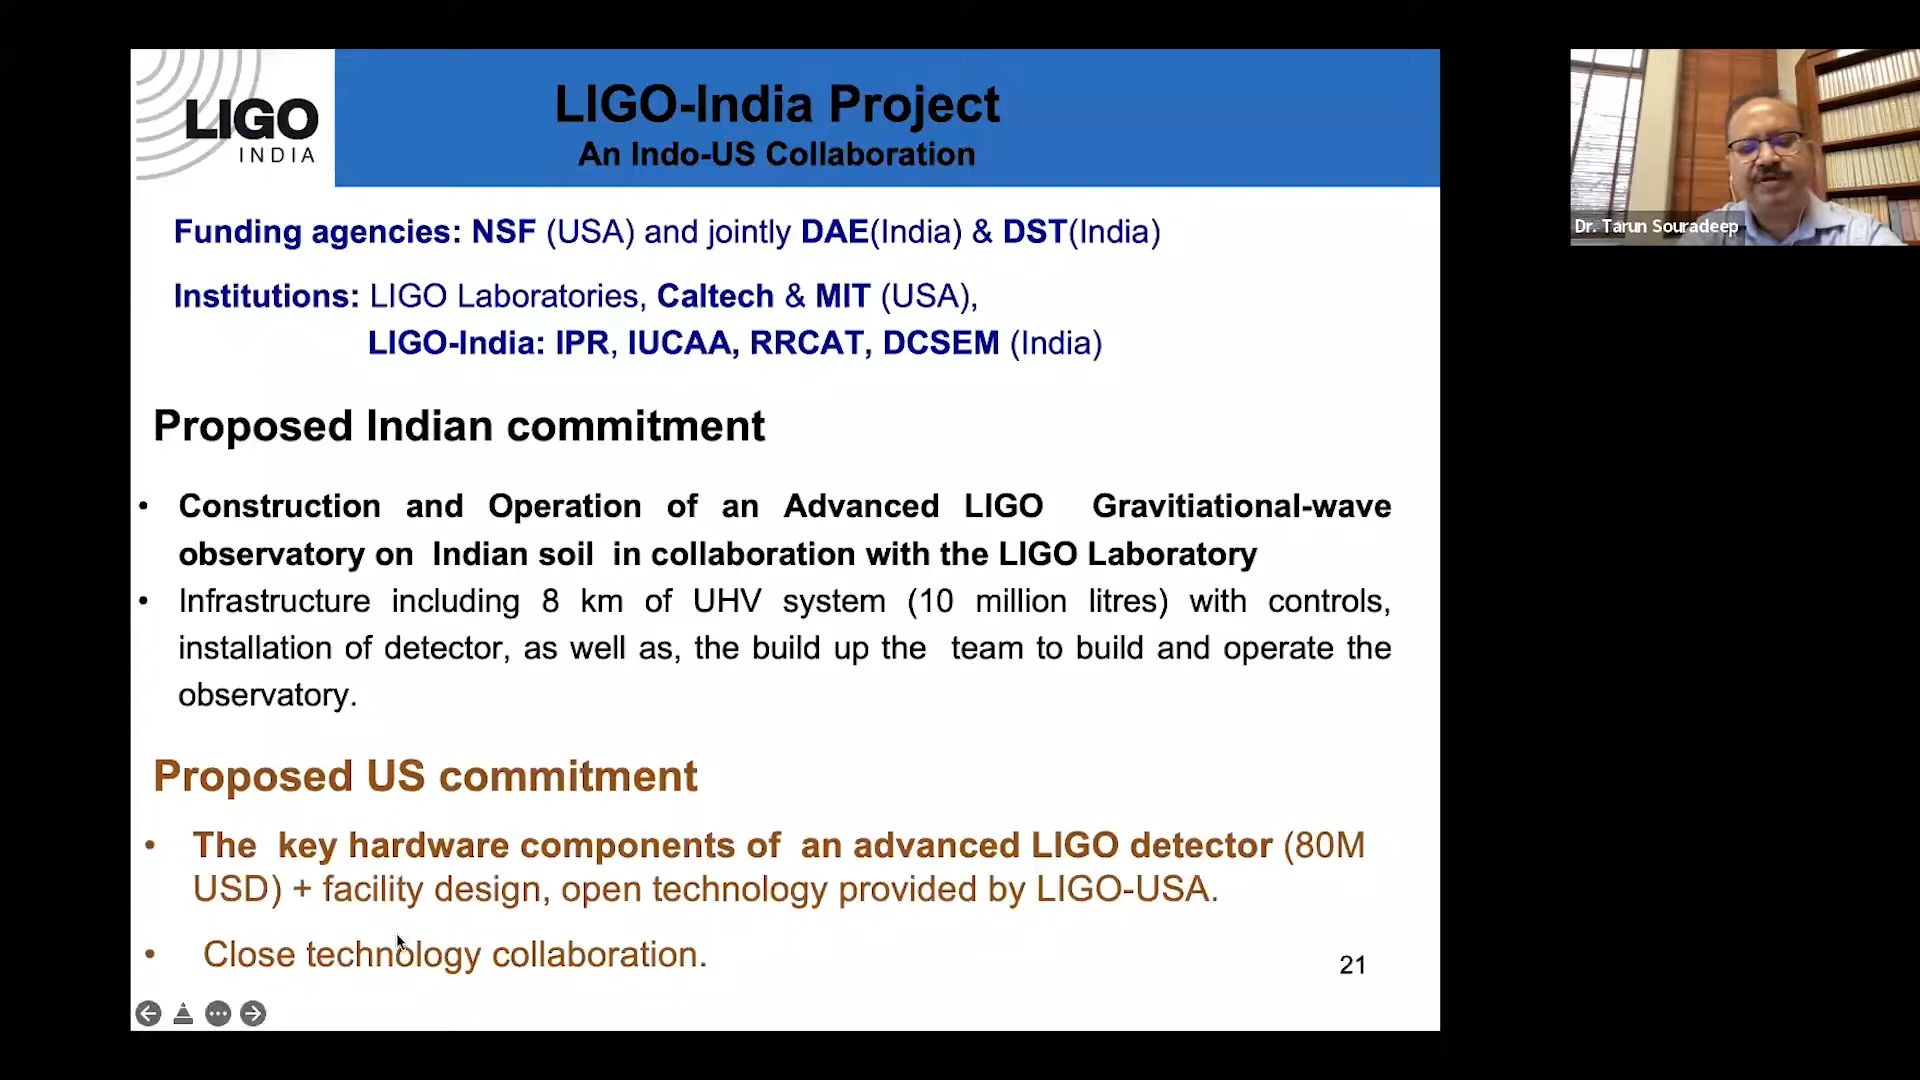 LIGO
INDIA
LIGO-India Project
An Indo-US Collaboration
Funding agencies: NSF (USA) and jointly DAE(India) & DST(India)
Institutions: LIGO Laboratories, Caltech & MIT (USA),
LIGO-India: IPR, IUCAA, RRCAT, DCSEM (India)
Proposed Indian commitment
• Construction and Operation of an Advanced LIGO Gravitiational-wave
observatory on Indian soil in collaboration with the LIGO Laboratory
• Infrastructure including 8 km of UHV system (10 million litres) with controls,
installation of detector, as well as, the build up the team to build and operate the
observatory.
Proposed US commitment
• The key hardware components of an advanced LIGO detector (80M
USD) + facility design, open technology provided by LIGO-USA.
• Close technology collaboration.
21
Dr. Tarun Souradeep